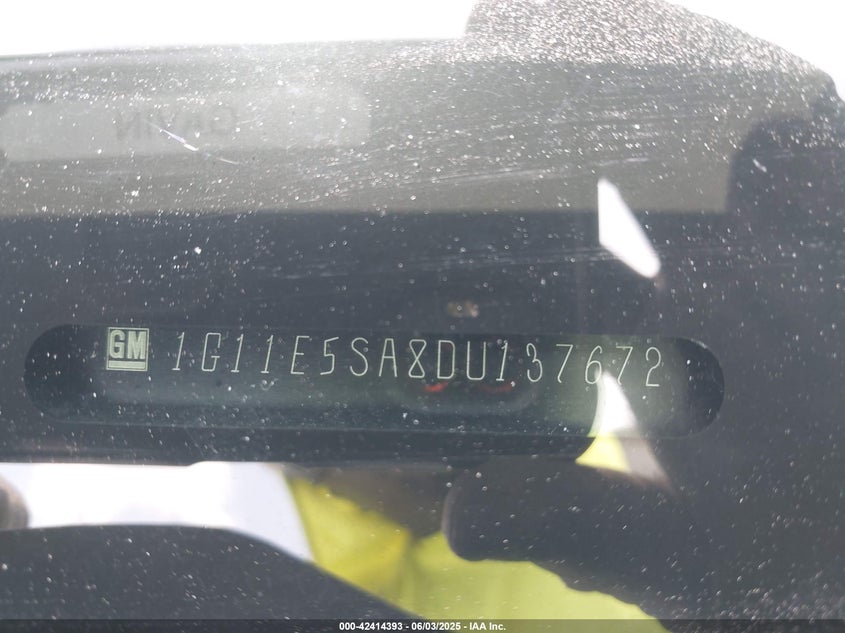 GM 1G11E5SA8DU137672
000-42414393 - 06/03/2025 - IAA Inc.